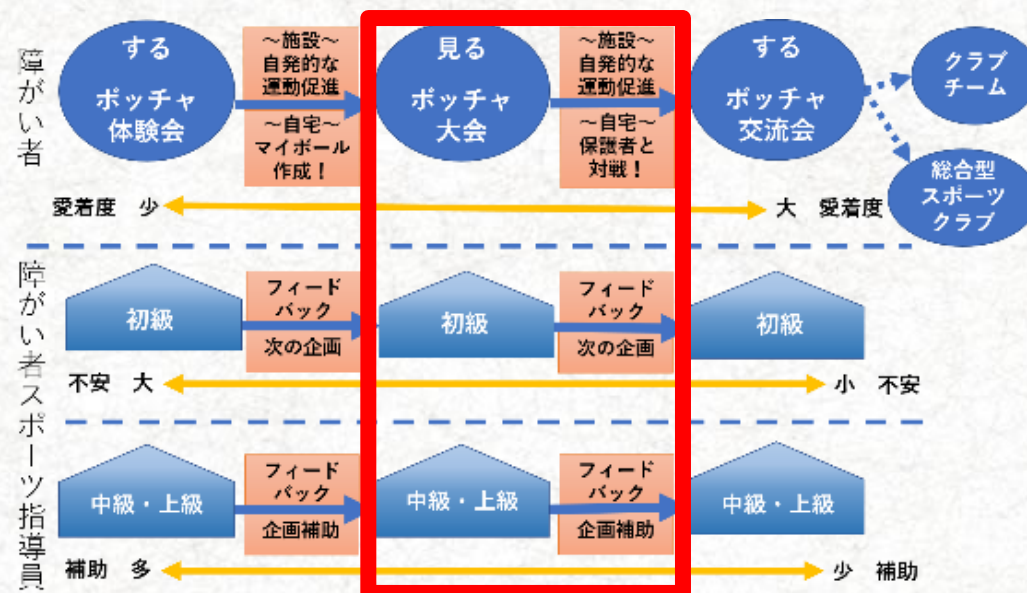 障がい者
する
ボッチャ
体験会
～施設～
自発的な
運動促進
～自宅～
マイボール
作成！
見る
ボッチャ
大会
～施設～
自発的な
運動促進
～自宅～
保護者と
対戦！
する
ボッチャ
交流会
クラブ
チーム
総合型
スポーツ
クラブ
愛着度 少
大 愛着度
障がい者スポーツ指導員
初級
フィード
バック
次の企画
初級
フィード
バック
次の企画
初級
不安 大
小 不安
中級・上級
フィード
バック
企画補助
中級・上級
フィード
バック
企画補助
中級・上級
補助 多
少 補助